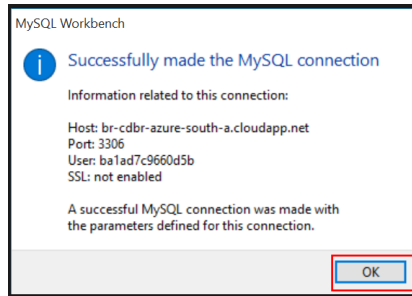 MySQL Workbench
Successfully made the MySQL connection
Information related to this connection:
Host: br-cdbr-azure-south-a.cloudapp.net
Port: 3306
User: ba1ad7c9660d5b
SSL: not enabled
A successful MySQL connection was made with
the parameters defined for this connection.
OK